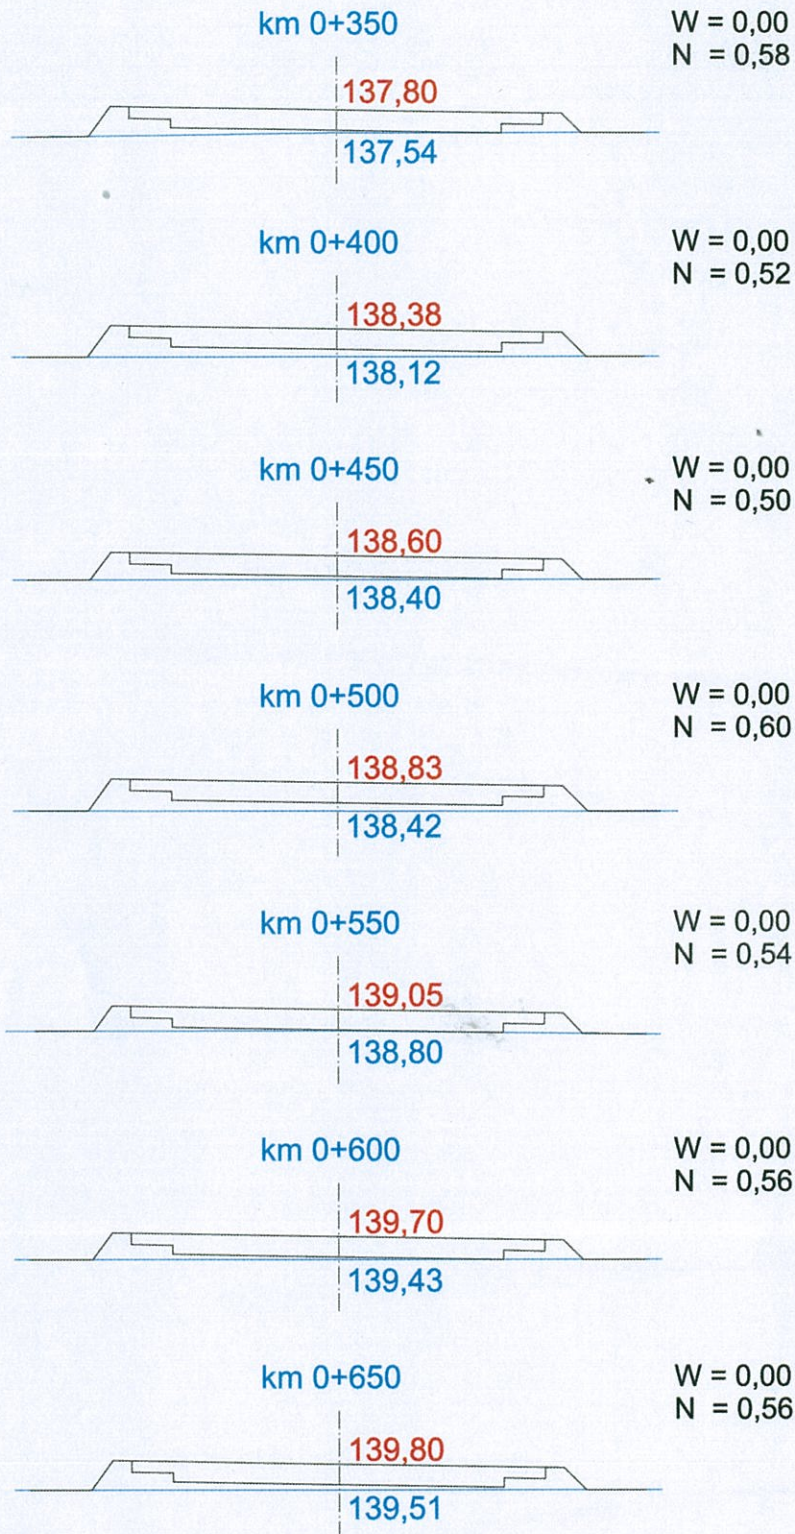 km 0+350
W = 0,00
N = 0,58
137,80
137,54
km 0+400
W = 0,00
N = 0,52
138,38
138,12
km 0+450
W = 0,00
N = 0,50
138,60
138,40
km 0+500
W = 0,00
N = 0,60
138,83
138,42
km 0+550
W = 0,00
N = 0,54
139,05
138,80
km 0+600
W = 0,00
N = 0,56
139,70
139,43
km 0+650
W = 0,00
N = 0,56
139,80
139,51